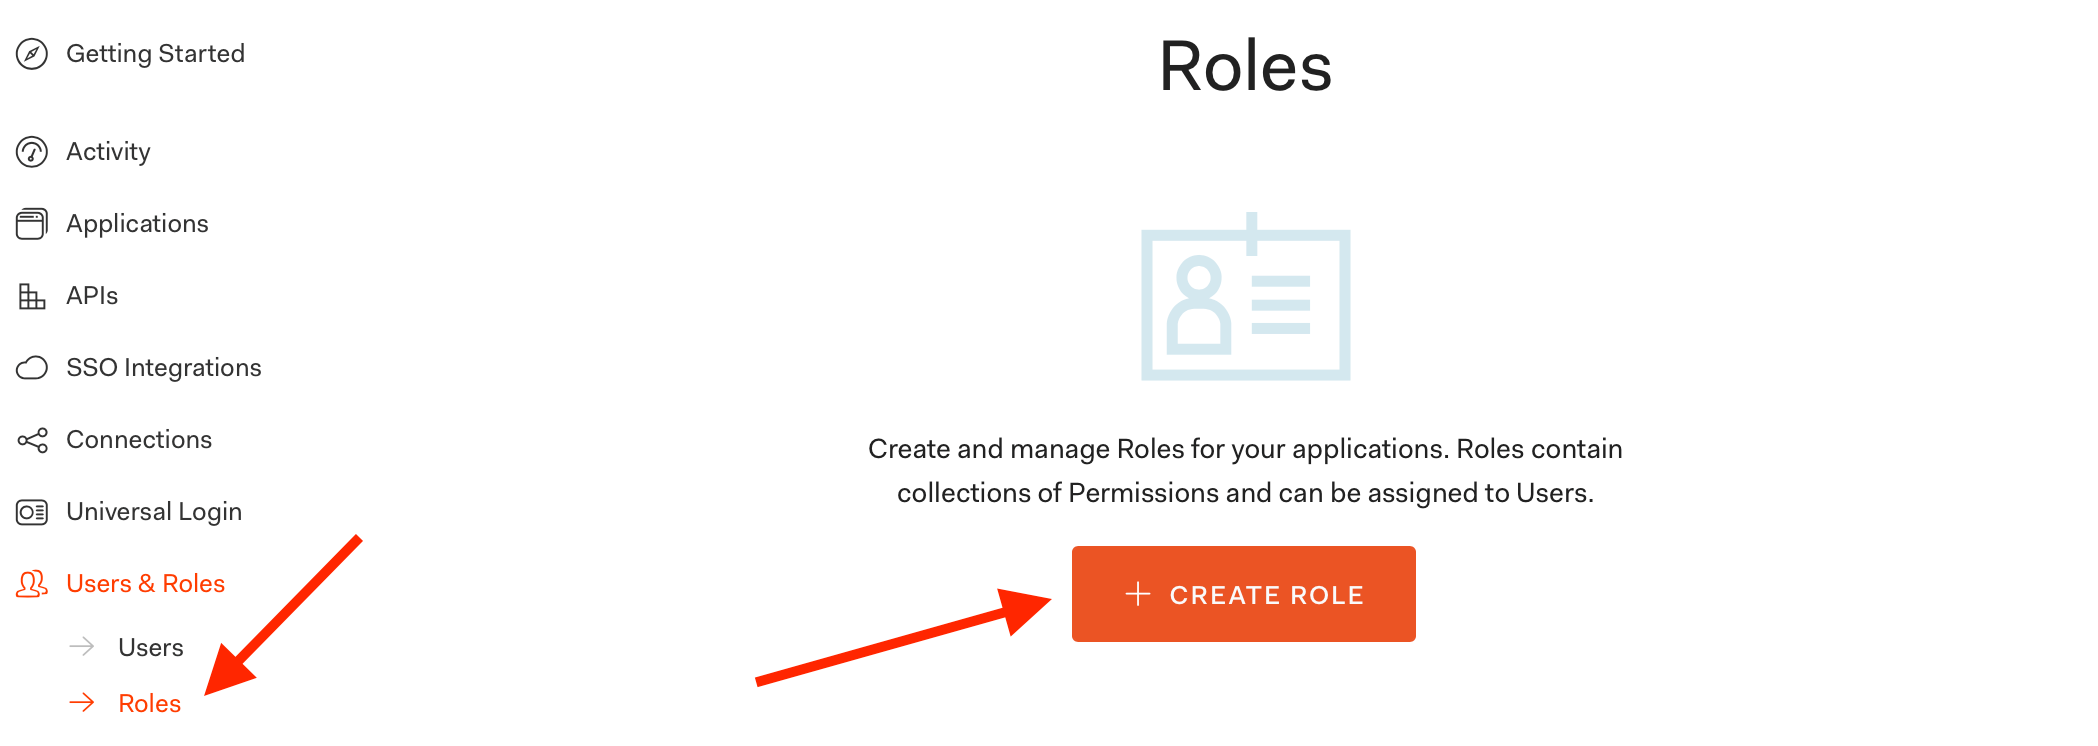 Getting Started
Activity
Applications
APIs
SSO Integrations
Connections
Universal Login
Users & Roles
Users
Roles
Roles
Create and manage Roles for your applications. Roles contain
collections of Permissions and can be assigned to Users.
CREATE ROLE